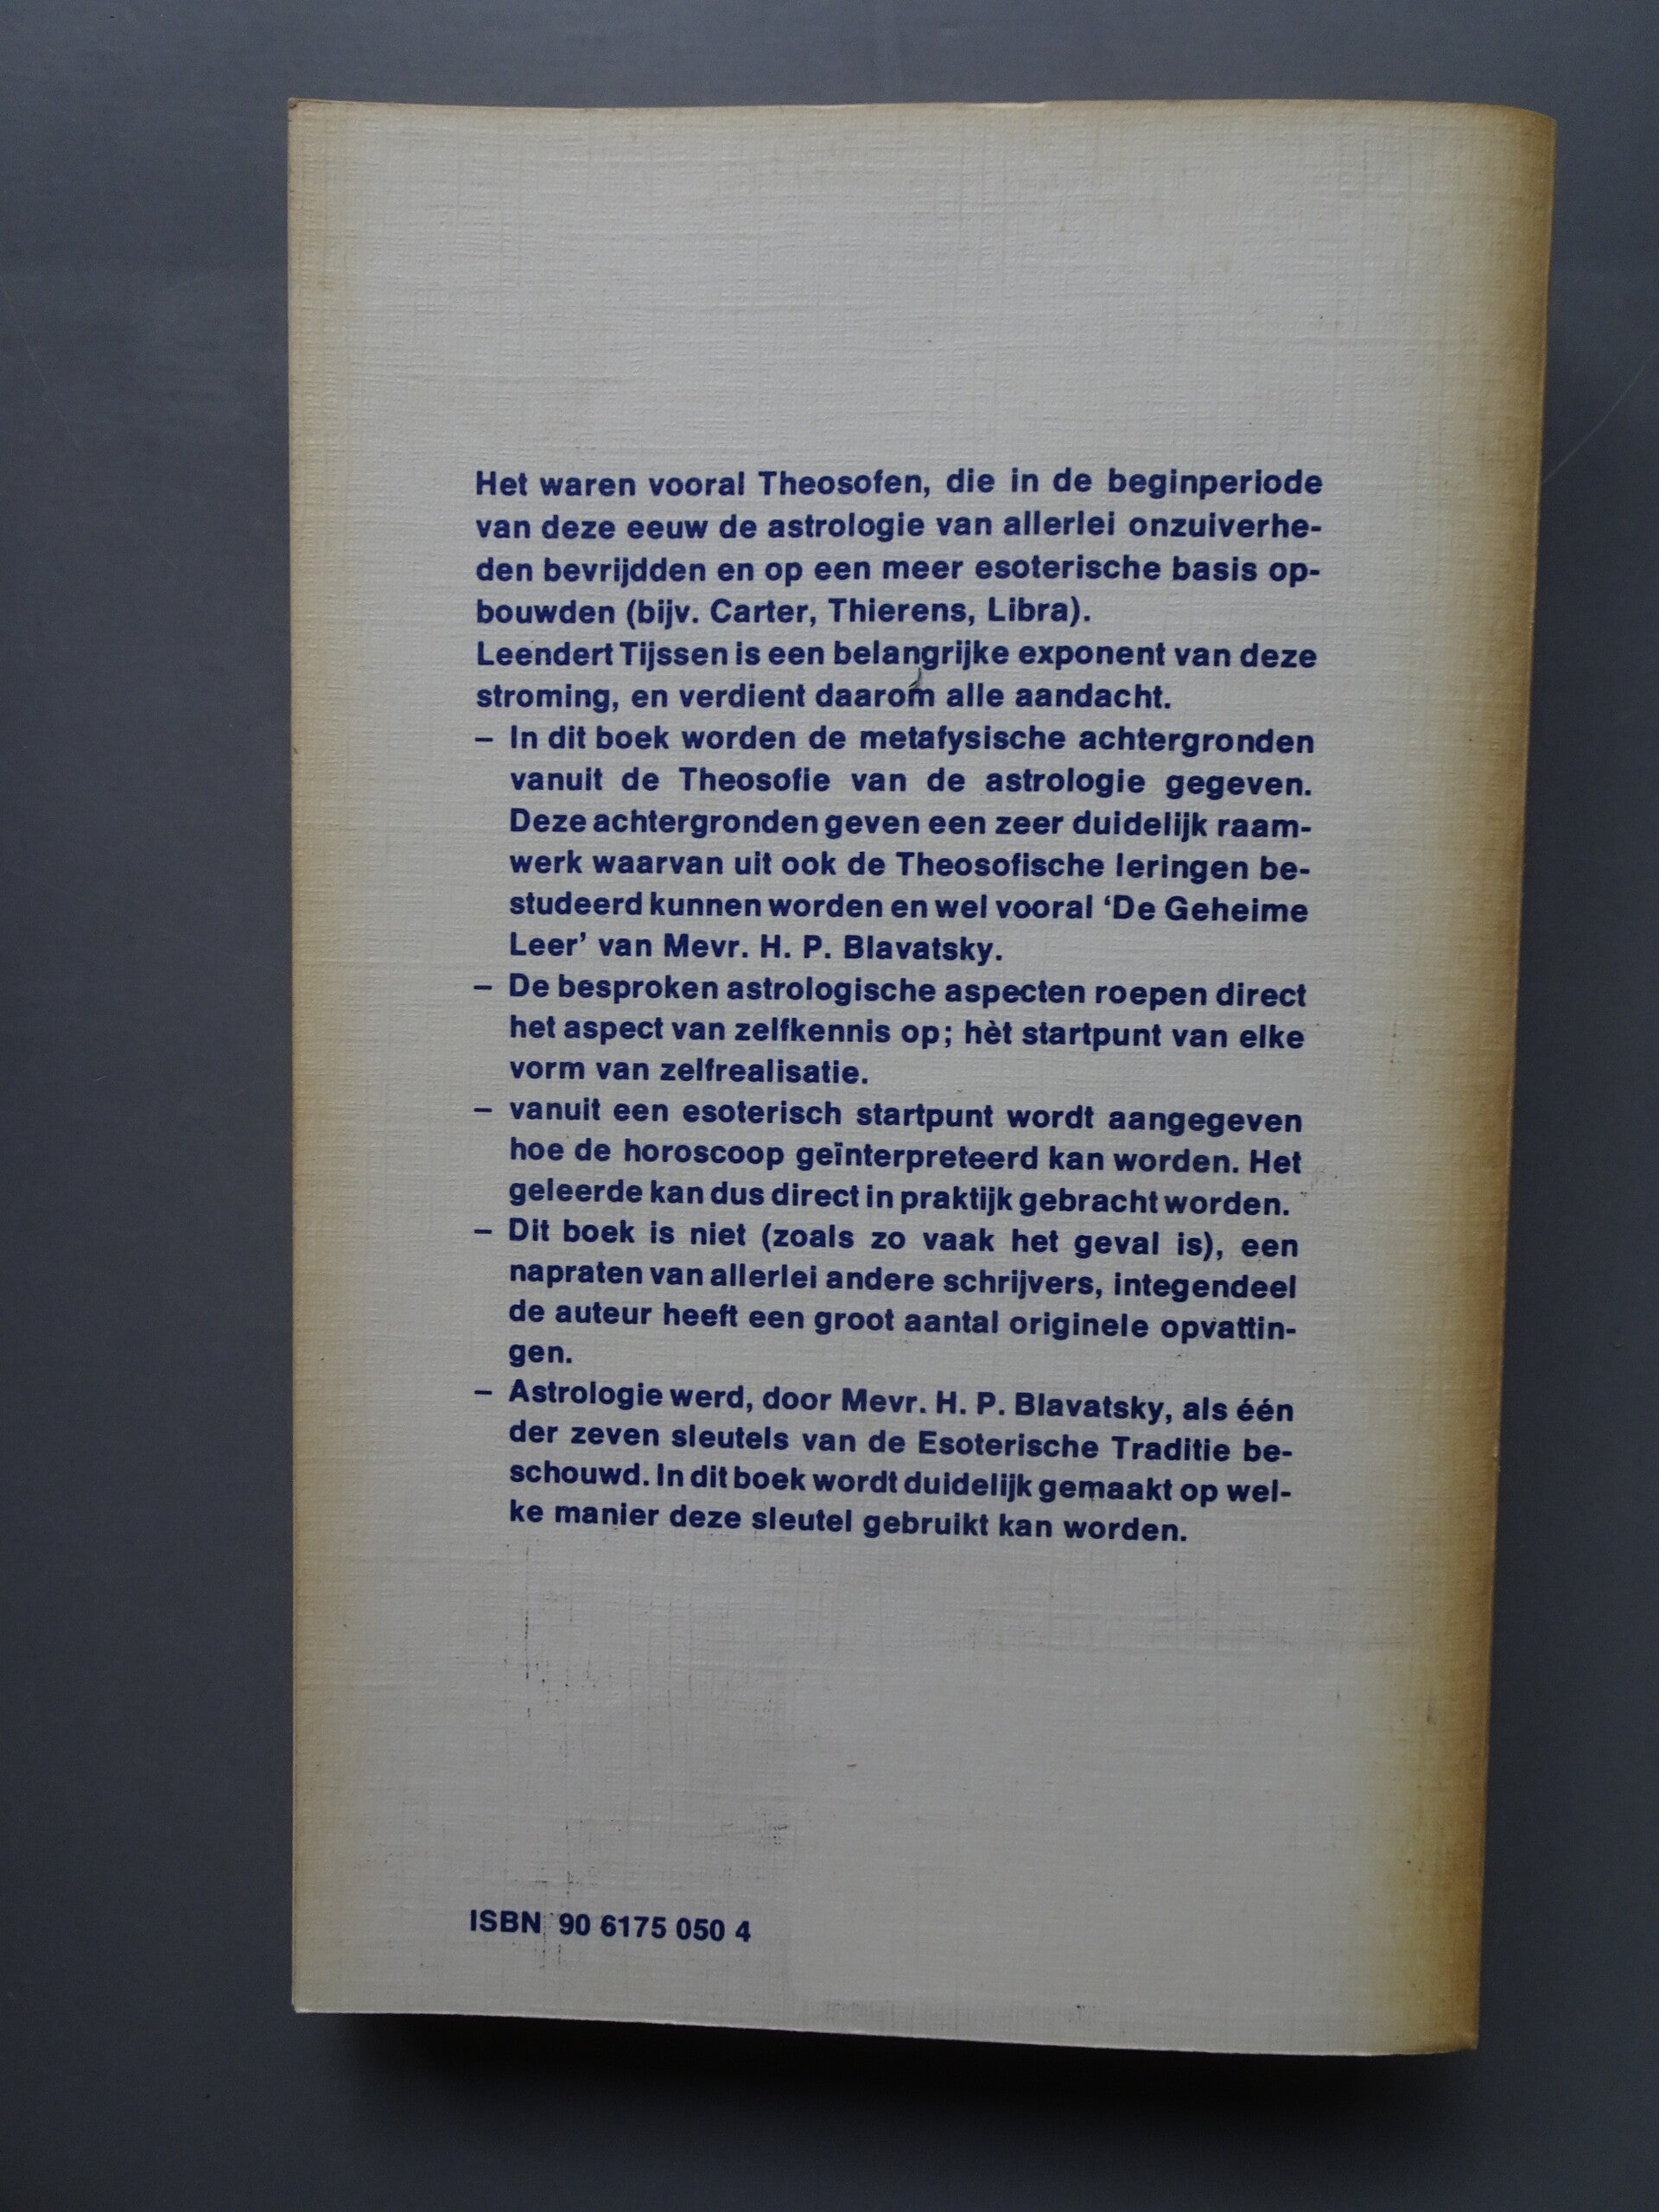 Het waren vooral Theosofen, die in de beginperiode
van deze eeuw de astrologie van allerlei onzuiverhe-
den bevrijdden en op een meer esoterische basis op-
bouwden (bijv. Carter, Thierens, Libra).
Leendert Tijssen is een belangrijke exponent van deze
stroming, en verdient daarom alle aandacht.
– In dit boek worden de metafysische achtergronden
vanuit de Theosofie van de astrologie gegeven.
Deze achtergronden geven een zeer duidelijk raam-
werk waarvan uit ook de Theosofische leringen be-
studeerd kunnen worden en wel vooral ‘De Geheime
Leer’ van Mevr. H. P. Blavatsky.
– De besproken astrologische aspecten roepen direct
het aspect van zelfkennis op; hèt startpunt van elke
vorm van zelfrealisatie.
– vanuit een esoterisch startpunt wordt aangegeven
hoe de horoscoop geïnterpreteerd kan worden. Het
geleerde kan dus direct in praktijk gebracht worden.
– Dit boek is niet (zoals zo vaak het geval is), een
napraten van allerlei andere schrijvers, integendeel
de auteur heeft een groot aantal originele opvattin-
gen.
– Astrologie werd, door Mevr. H. P. Blavatsky, als één
der zeven sleutels van de Esoterische Traditie be-
schouwd. In dit boek wordt duidelijk gemaakt op wel-
ke manier deze sleutel gebruikt kan worden.
ISBN 90 6175 050 4